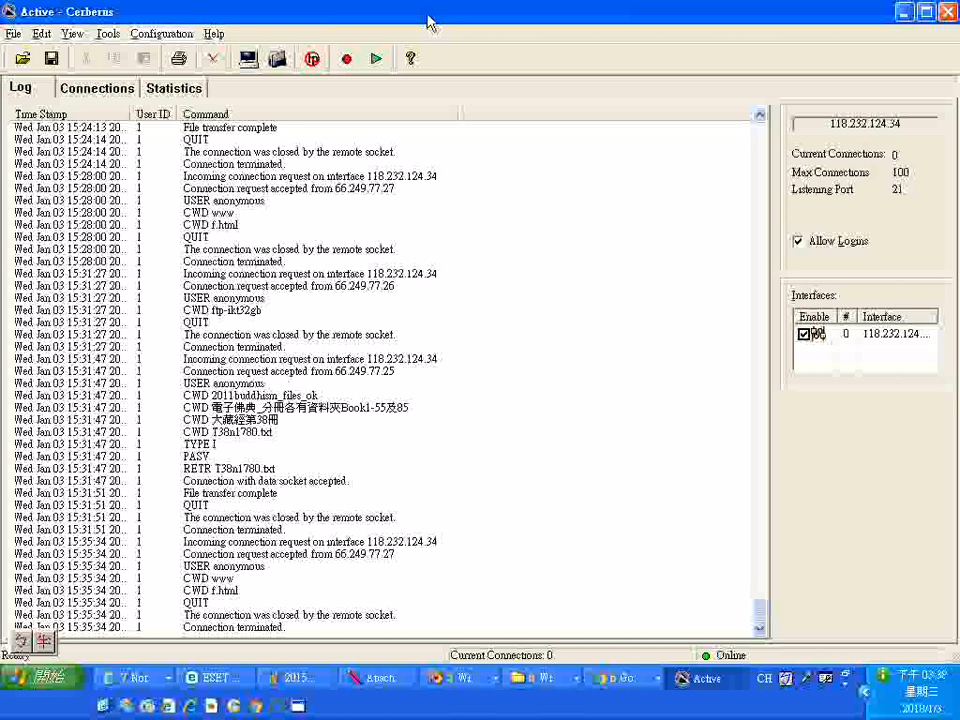 Active - Cerberus
File Edit View Tools Configuration Help
Log Connections Statistics
Time Stamp User ID Command
Wed Jan 03 15:24:13 20... 1 File transfer complete
Wed Jan 03 15:24:14 20... 1 QUIT
Wed Jan 03 15:24:14 20... 1 The connection was closed by the remote socket.
Wed Jan 03 15:24:14 20... 1 Connection terminated.
Wed Jan 03 15:28:00 20... 1 Incoming connection request on interface 118.232.124.34
Wed Jan 03 15:28:00 20... 1 Connection request accepted from 66.249.77.27
Wed Jan 03 15:28:00 20... 1 USER anonymous
Wed Jan 03 15:28:00 20... 1 CWD www
Wed Jan 03 15:28:00 20... 1 CWD f.html
Wed Jan 03 15:28:00 20... 1 QUIT
Wed Jan 03 15:28:00 20... 1 The connection was closed by the remote socket.
Wed Jan 03 15:28:00 20... 1 Connection terminated.
Wed Jan 03 15:31:27 20... 1 Incoming connection request on interface 118.232.124.34
Wed Jan 03 15:31:27 20... 1 Connection request accepted from 66.249.77.26
Wed Jan 03 15:31:27 20... 1 USER anonymous
Wed Jan 03 15:31:27 20... 1 CWD ftp-ikt32gb
Wed Jan 03 15:31:27 20... 1 QUIT
Wed Jan 03 15:31:27 20... 1 The connection was closed by the remote socket.
Wed Jan 03 15:31:27 20... 1 Connection terminated.
Wed Jan 03 15:31:47 20... 1 Incoming connection request on interface 118.232.124.34
Wed Jan 03 15:31:47 20... 1 Connection request accepted from 66.249.77.25
Wed Jan 03 15:31:47 20... 1 USER anonymous
Wed Jan 03 15:31:47 20... 1 CWD 2011buddhism_files_ok
Wed Jan 03 15:31:47 20... 1 CWD 電子佛典_分冊各有資料夾Book1-55及85
Wed Jan 03 15:31:47 20... 1 CWD 大藏經第38冊
Wed Jan 03 15:31:47 20... 1 CWD T38n1780.txt
Wed Jan 03 15:31:47 20... 1 TYPE I
Wed Jan 03 15:31:47 20... 1 PASV
Wed Jan 03 15:31:47 20... 1 RETR T38n1780.txt
Wed Jan 03 15:31:47 20... 1 Connection with data socket accepted.
Wed Jan 03 15:31:51 20... 1 File transfer complete
Wed Jan 03 15:31:51 20... 1 QUIT
Wed Jan 03 15:31:51 20... 1 The connection was closed by the remote socket.
Wed Jan 03 15:31:51 20... 1 Connection terminated.
Wed Jan 03 15:35:34 20... 1 Incoming connection request on interface 118.232.124.34
Wed Jan 03 15:35:34 20... 1 Connection request accepted from 66.249.77.27
Wed Jan 03 15:35:34 20... 1 USER anonymous
Wed Jan 03 15:35:34 20... 1 CWD www
Wed Jan 03 15:35:34 20... 1 CWD f.html
Wed Jan 03 15:35:34 20... 1 QUIT
Wed Jan 03 15:35:34 20... 1 The connection was closed by the remote socket.
Wed Jan 03 15:35:34 20... 1 Connection terminated.
118.232.124.34
Current Connections: 0
Max Connections 100
Listening Port 21
Allow Logins
Interfaces:
Enable # Interface
0 118.232.124....
ㄅ 半
Current Connections: 0 Online
開始 7 Not ESET ... 2015... Apach... Wi Wi Go Active CH
下午 03:38
星期三
2018/1/3